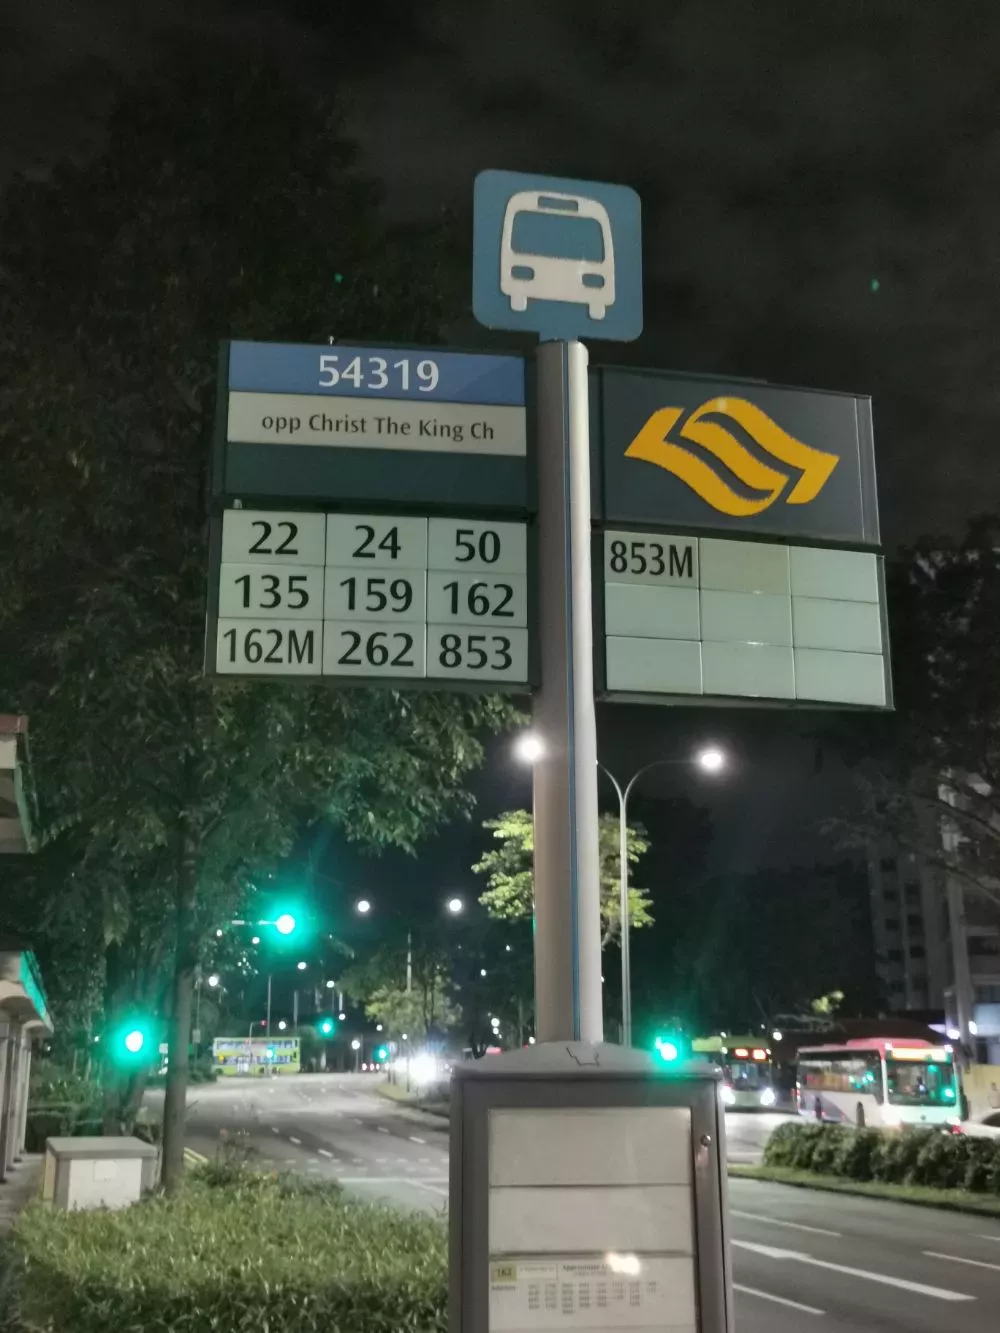 54319
opp Christ The King Ch
22 24 50
135 159 162
162M 262 853
853M